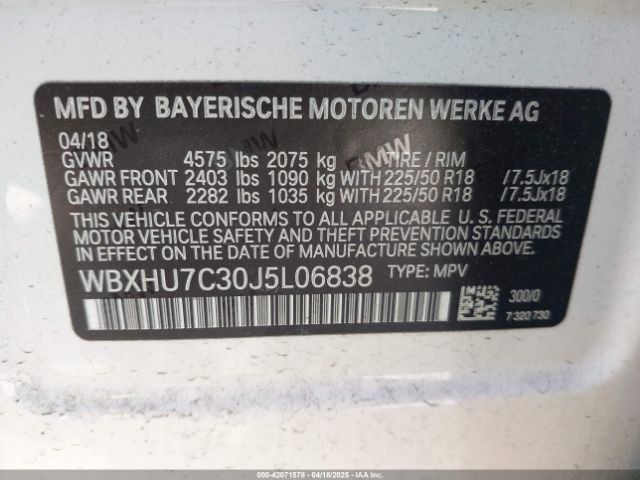 MFD BY BAYERISCHE MOTOREN WERKE AG
04/18
GVWR 4575 lbs 2075 kg TIRE / RIM
GAWR FRONT 2403 lbs 1090 kg WITH 225/50 R18 /7.5Jx18
GAWR REAR 2282 lbs 1035 kg WITH 225/50 R18 /7.5Jx18
THIS VEHICLE CONFORMS TO ALL APPLICABLE U. S. FEDERAL
MOTOR VEHICLE SAFETY AND THEFT PREVENTION STANDARDS
IN EFFECT ON THE DATE OF MANUFACTURE SHOWN ABOVE.
WBXHU7C30J5L06838 TYPE: MPV
300/0
7 320 730
000-42071578 - 04/18/2025 - IAAI.COM